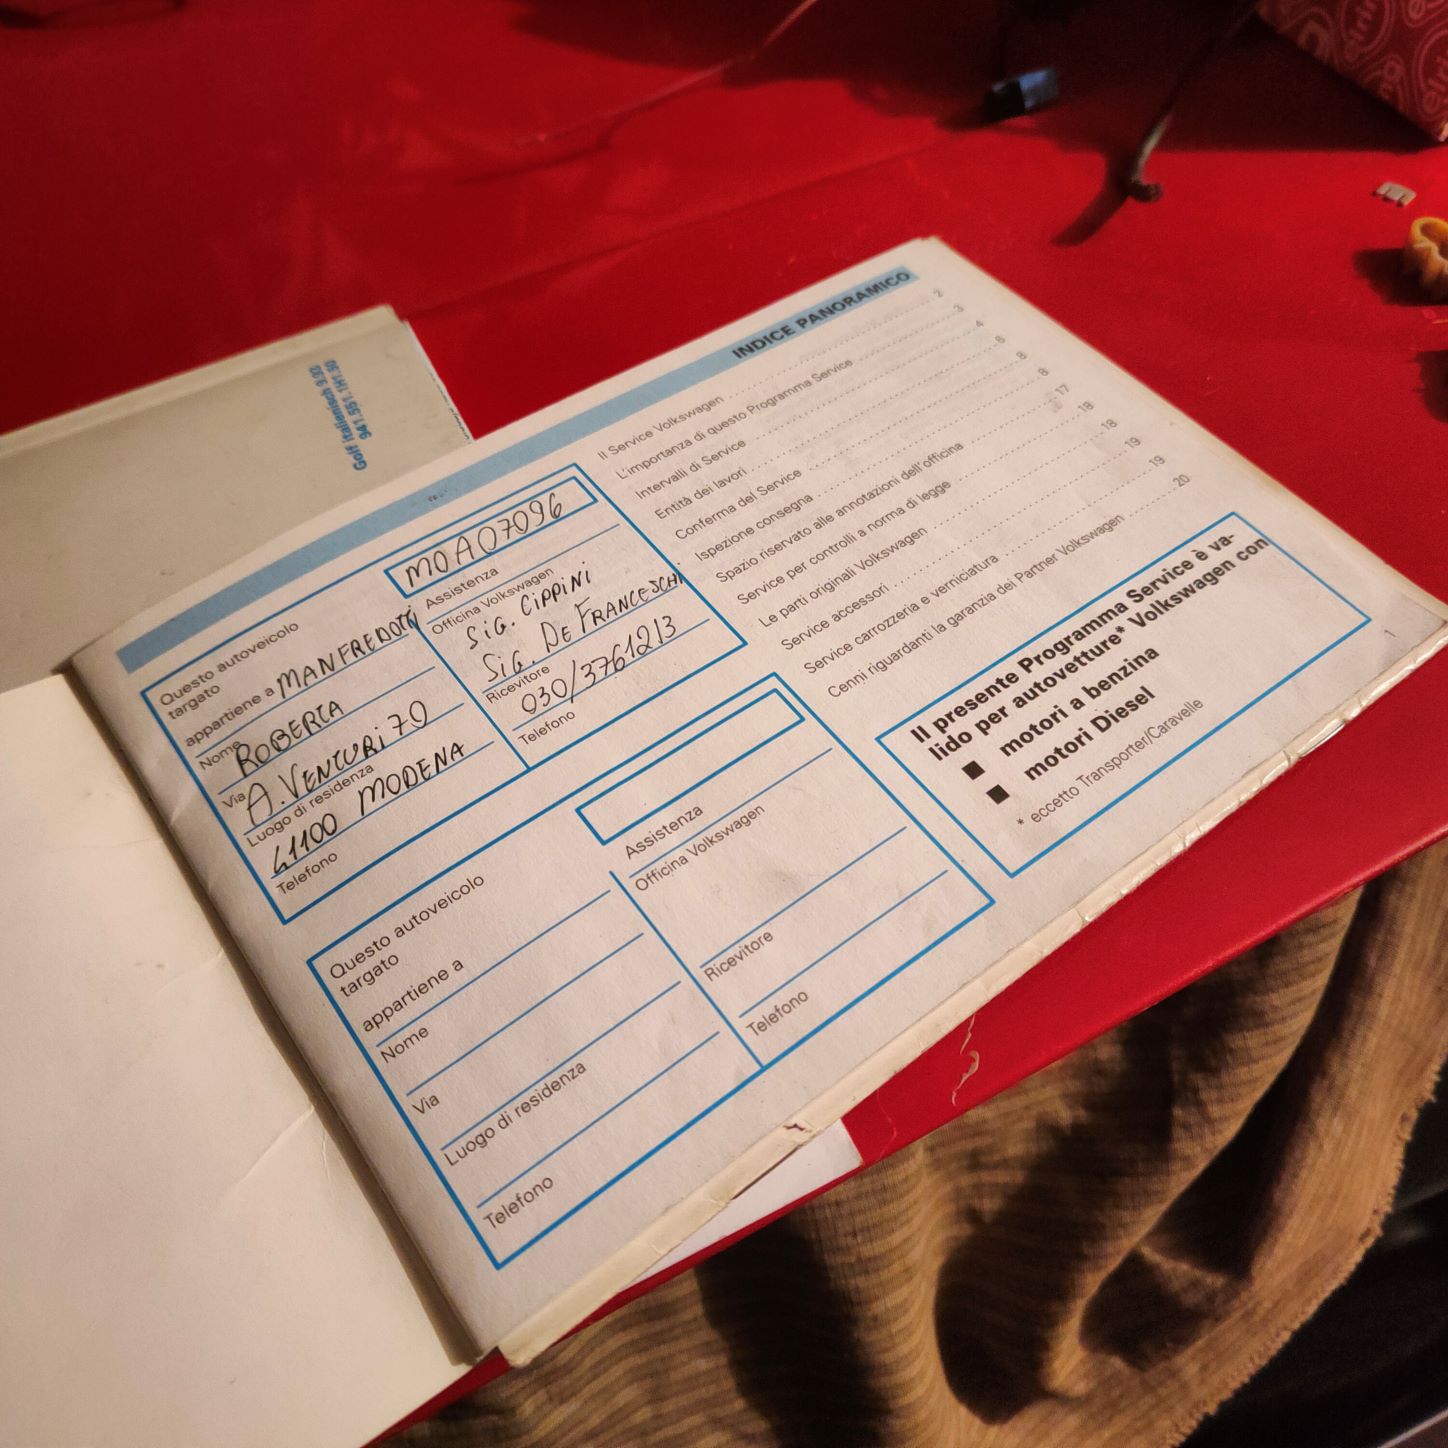 elring
Golf italienisch 9.92
941.551.1H1.30
INDICE PANORAMICO
Il Service Volkswagen 2
L'importanza di questo Programma Service 3
Intervalli di Service 4
Entità dei lavori 6
Conferma del Service 8
Ispezione consegna 8
Spazio riservato alle annotazioni dell'officina 17
Service per controlli a norma di legge 18
Le parti originali Volkswagen 18
Service accessori 19
Service carrozzeria e verniciatura 19
Cenni riguardanti la garanzia dei Partner Volkswagen 20
Questo autoveicolo
targato
MOA07096
appartiene a MANFREDOTTI
Nome
ROBERTA
Via A. VENTURI 70
Luogo di residenza
41100 MODENA
Telefono
Assistenza
Officina Volkswagen
SIG. CIPPINI
SIG. DE FRANCESCHI
Ricevitore
030/3761213
Telefono
Questo autoveicolo
targato
appartiene a
Nome
Via
Luogo di residenza
Telefono
Assistenza
Officina Volkswagen
Ricevitore
Telefono
Il presente Programma Service è va-
lido per autovetture* Volkswagen con
■ motori a benzina
■ motori Diesel
* eccetto Transporter/Caravelle
1